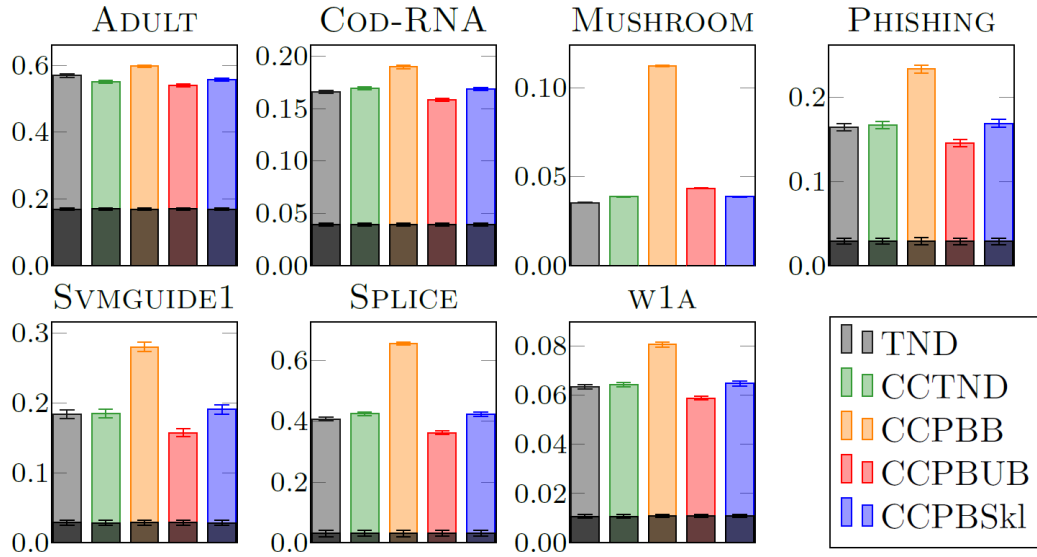 ADULT
COD-RNA
MUSHROOM
PHISHING
0.6
0.4
0.2
0.0
0.20
0.15
0.10
0.05
0.00
0.10
0.05
0.00
0.2
0.1
0.0
SVMGUIDE1
SPLICE
W1A
0.3
0.2
0.1
0.0
0.6
0.4
0.2
0.0
0.08
0.06
0.04
0.02
0.00
TND
CCTND
CCPBB
CCPBUB
CCPBSkl